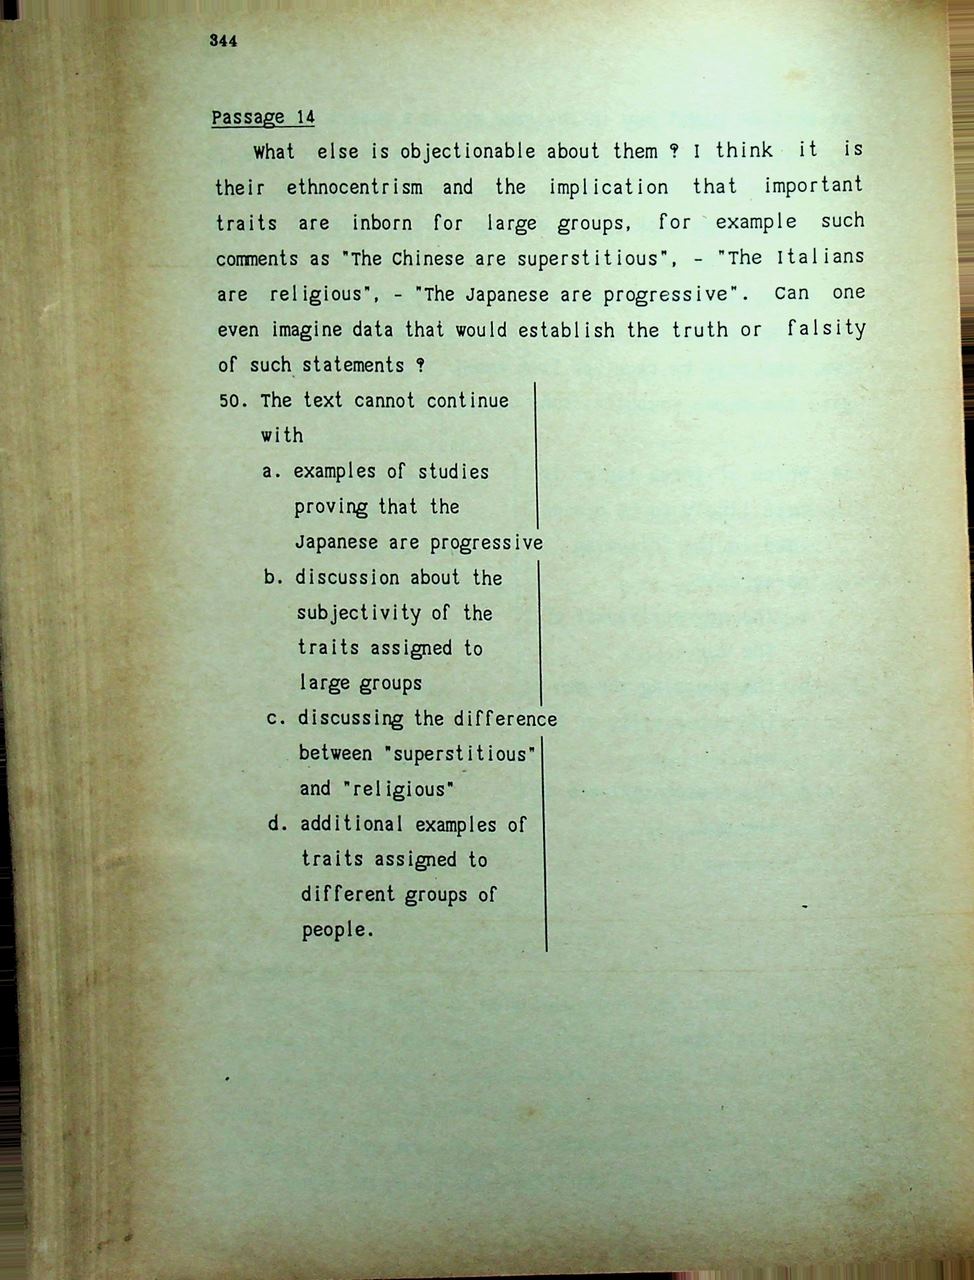 344
Passage 14
What else is objectionable about them ? I think it is
their ethnocentrism and the implication that important
traits are inborn for large groups, for example such
comments as "The Chinese are superstitious", - "The Italians
are religious", - "The Japanese are progressive". Can one
even imagine data that would establish the truth or falsity
of such statements ?
50. The text cannot continue
with
a. examples of studies
proving that the
Japanese are progressive
b. discussion about the
subjectivity of the
traits assigned to
large groups
c. discussing the difference
between "superstitious"
and "religious"
d. additional examples of
traits assigned to
different groups of
people.